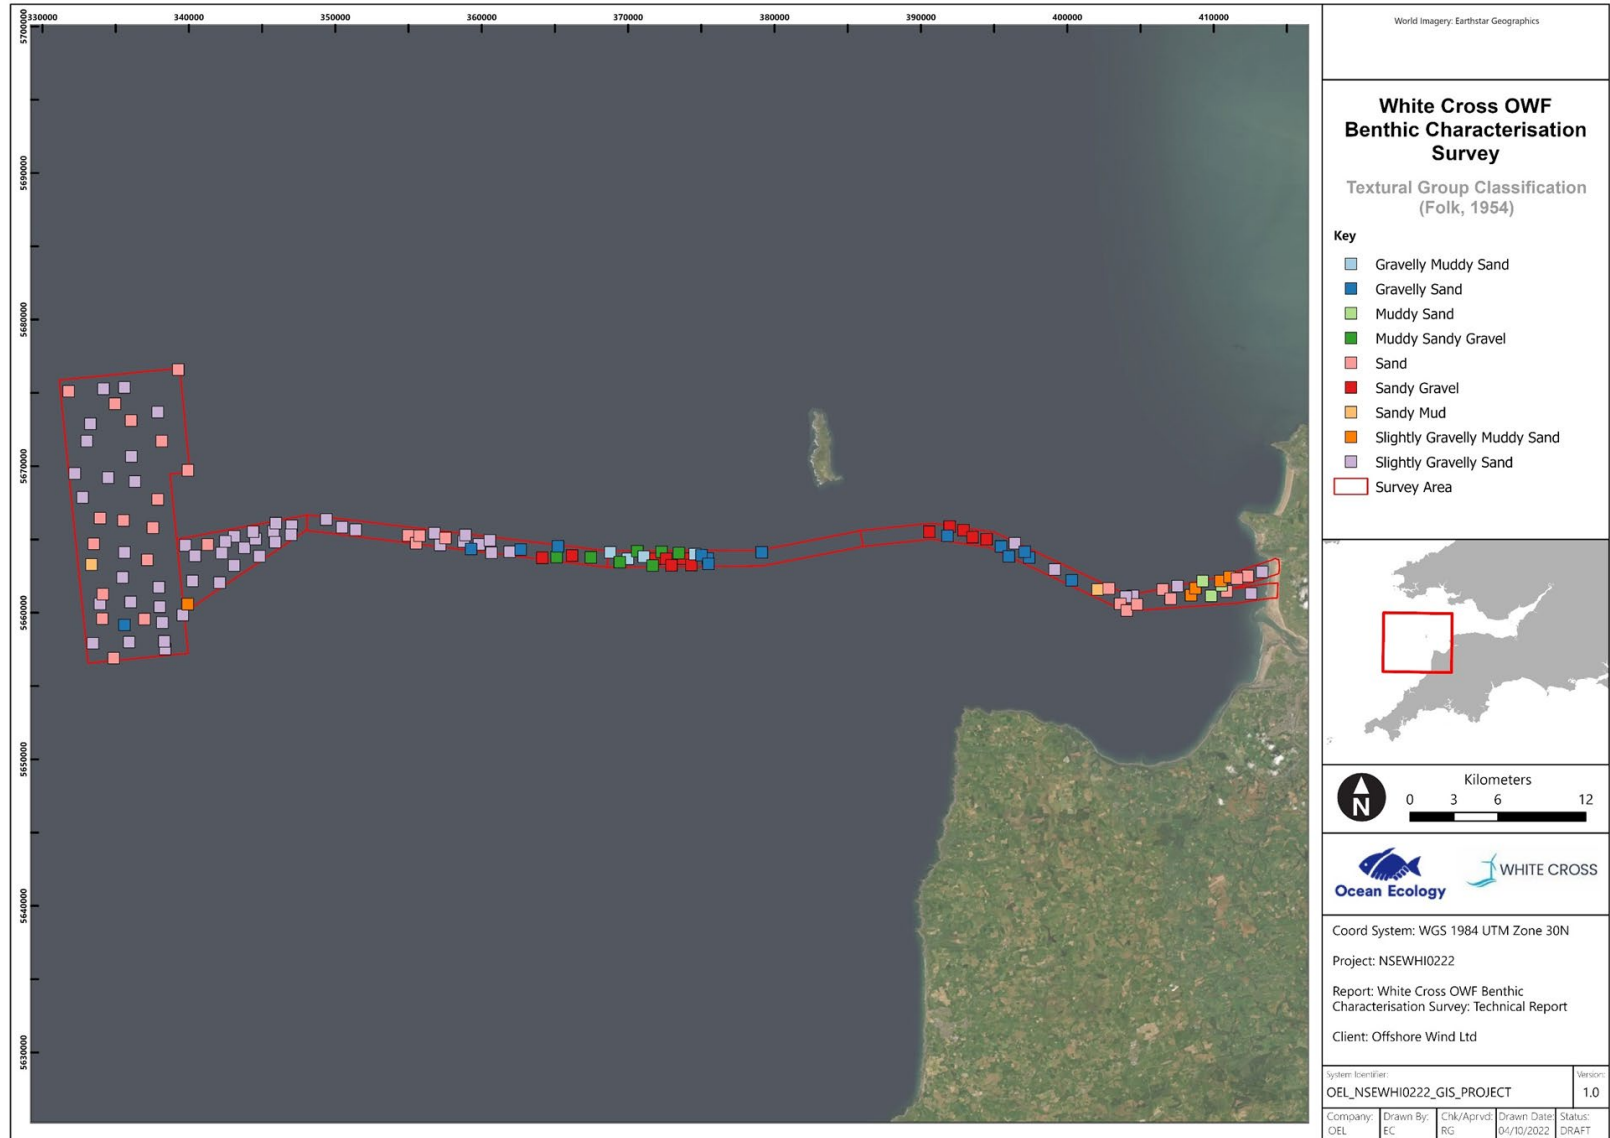 330000 340000 350000 360000 370000 380000 390000 400000 410000
5700000
5690000
5680000
5670000
5660000
5650000
5640000
5630000
World Imagery: Earthstar Geographics
White Cross OWF
Benthic Characterisation
Survey
Textural Group Classification
(Folk, 1954)
Key
Gravelly Muddy Sand
Gravelly Sand
Muddy Sand
Muddy Sandy Gravel
Sand
Sandy Gravel
Sandy Mud
Slightly Gravelly Muddy Sand
Slightly Gravelly Sand
Survey Area
Kilometers
0 3 6 12
N
Ocean Ecology
WHITE CROSS
Coord System: WGS 1984 UTM Zone 30N
Project: NSEWHI0222
Report: White Cross OWF Benthic
Characterisation Survey: Technical Report
Client: Offshore Wind Ltd
System Identifier:
OEL_NSEWHI0222_GIS_PROJECT
Version:
1.0
Company:
OEL
Drawn By:
EC
Chk/Aprvd:
RG
Drawn Date:
04/10/2022
Status:
DRAFT